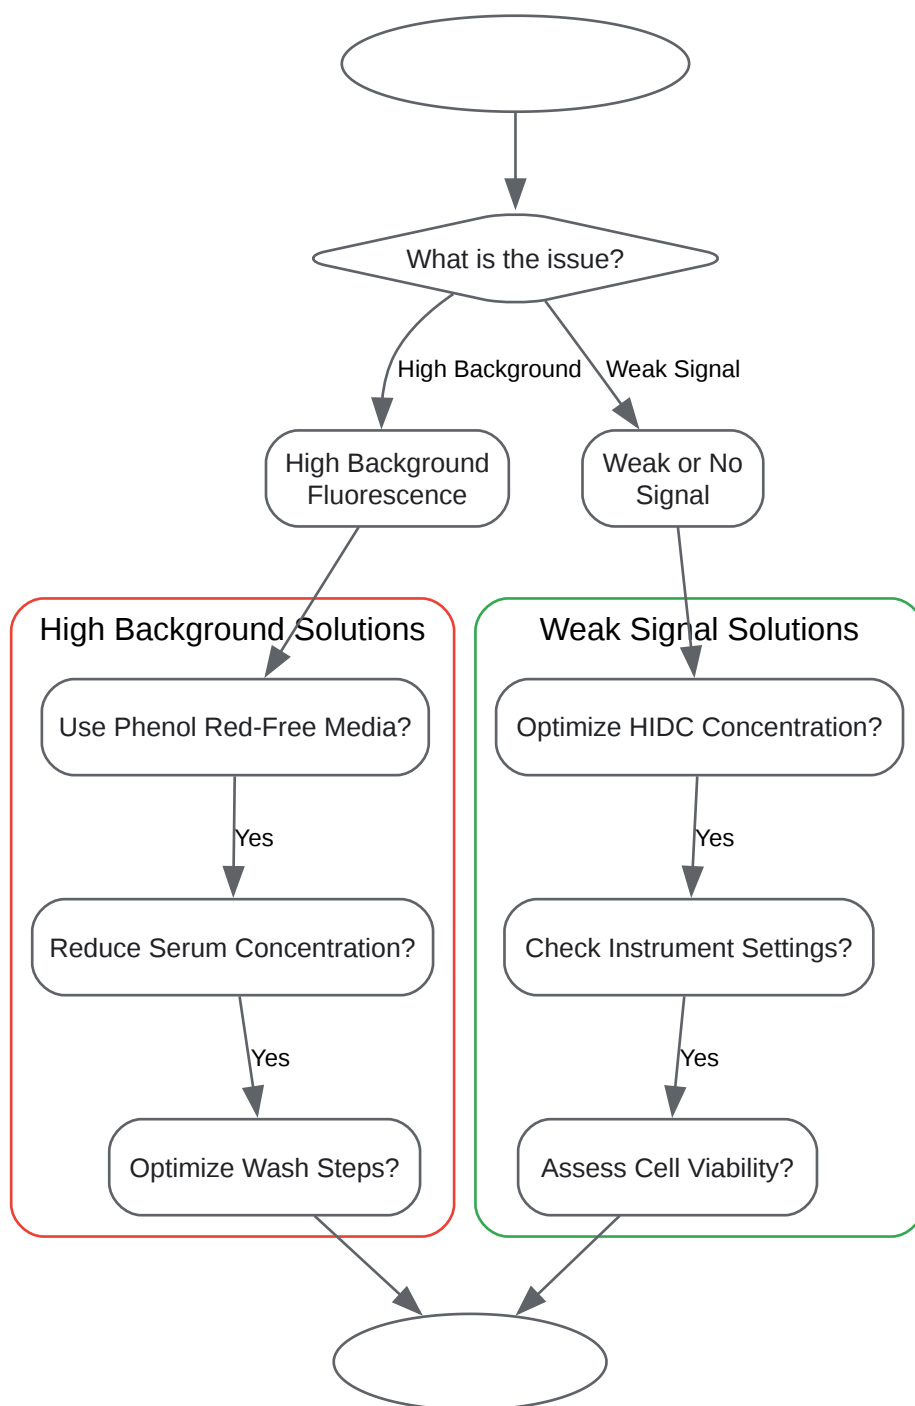 What is the issue?
High Background
Weak Signal
High Background
Fluorescence
Weak or No
Signal
High Background Solutions
Weak Signal Solutions
Use Phenol Red-Free Media?
Optimize HIDC Concentration?
Yes
Yes
Reduce Serum Concentration?
Check Instrument Settings?
Yes
Yes
Optimize Wash Steps?
Assess Cell Viability?